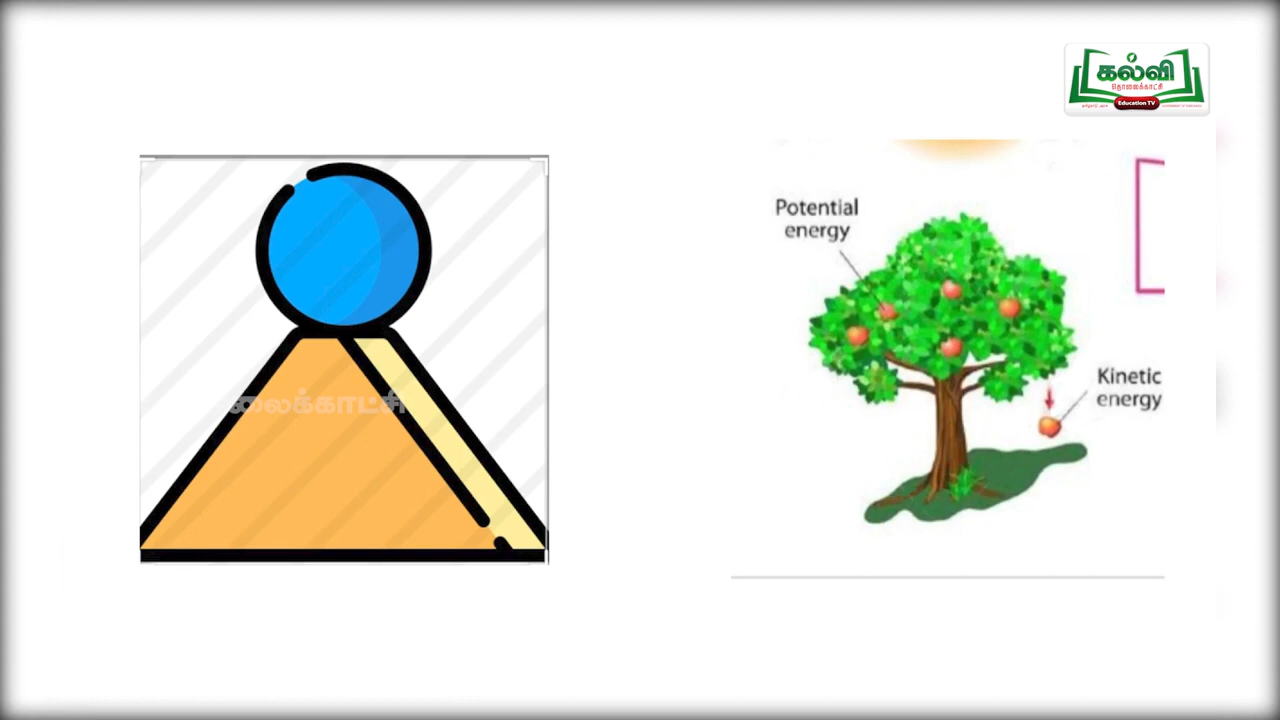 கல்வி
தொலைக்காட்சி
Education TV
Potential
energy
லைக்காட்சி
Kinetic
energy